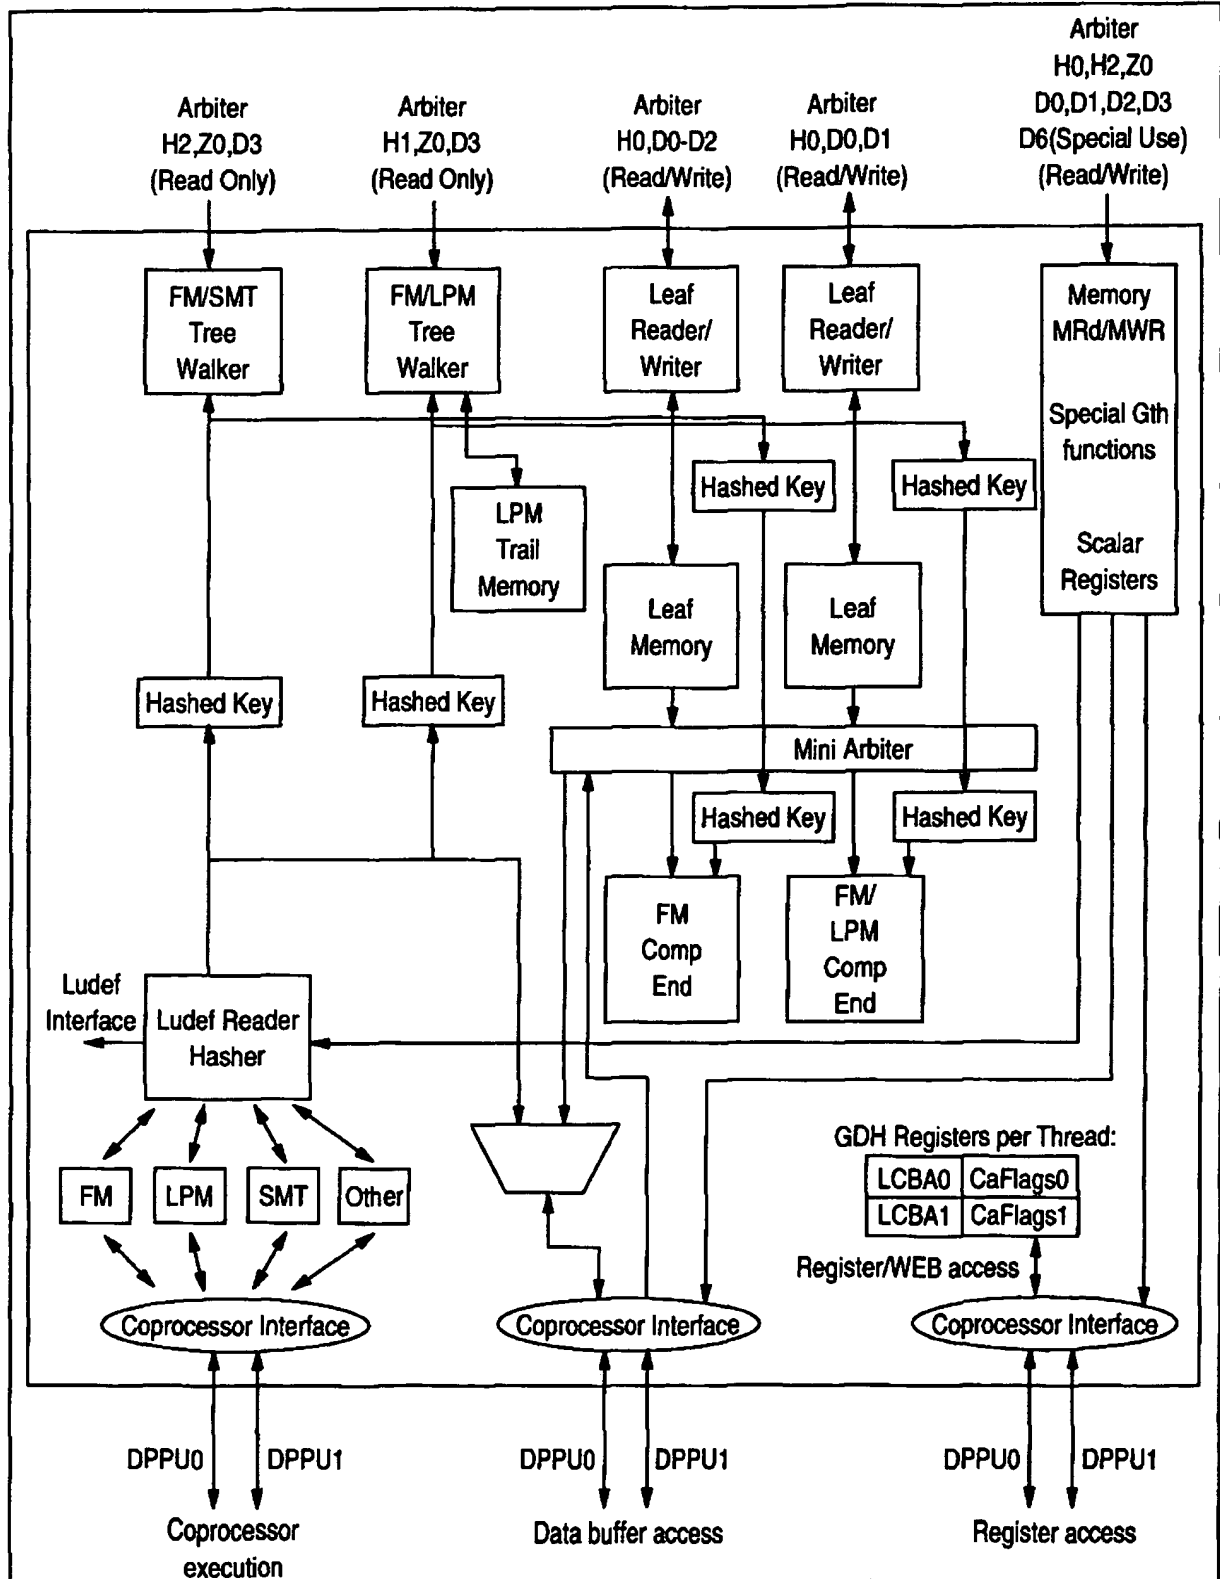 Arbiter
H0,H2,Z0
D0,D1,D2,D3
D6(Special Use)
(Read/Write)
Arbiter
H2,Z0,D3
(Read Only)
Arbiter
H1,Z0,D3
(Read Only)
Arbiter
H0,D0-D2
(Read/Write)
Arbiter
H0,D0,D1
(Read/Write)
FM/SMT
Tree
Walker
FM/LPM
Tree
Walker
Leaf
Reader/
Writer
Leaf
Reader/
Writer
Memory
MRd/MWR
Special Gth
functions
Scalar
Registers
Hashed Key
Hashed Key
LPM
Trail
Memory
Leaf
Memory
Leaf
Memory
Hashed Key
Hashed Key
Mini Arbiter
Hashed Key
Hashed Key
FM
Comp
End
FM/
LPM
Comp
End
Ludef
Interface
Ludef Reader
Hasher
FM
LPM
SMT
Other
GDH Registers per Thread:
LCBA0 CaFlags0
LCBA1 CaFlags1
Register/WEB access
Coprocessor Interface
Coprocessor Interface
Coprocessor Interface
DPPU0
DPPU1
DPPU0
DPPU1
DPPU0
DPPU1
Coprocessor
execution
Data buffer access
Register access